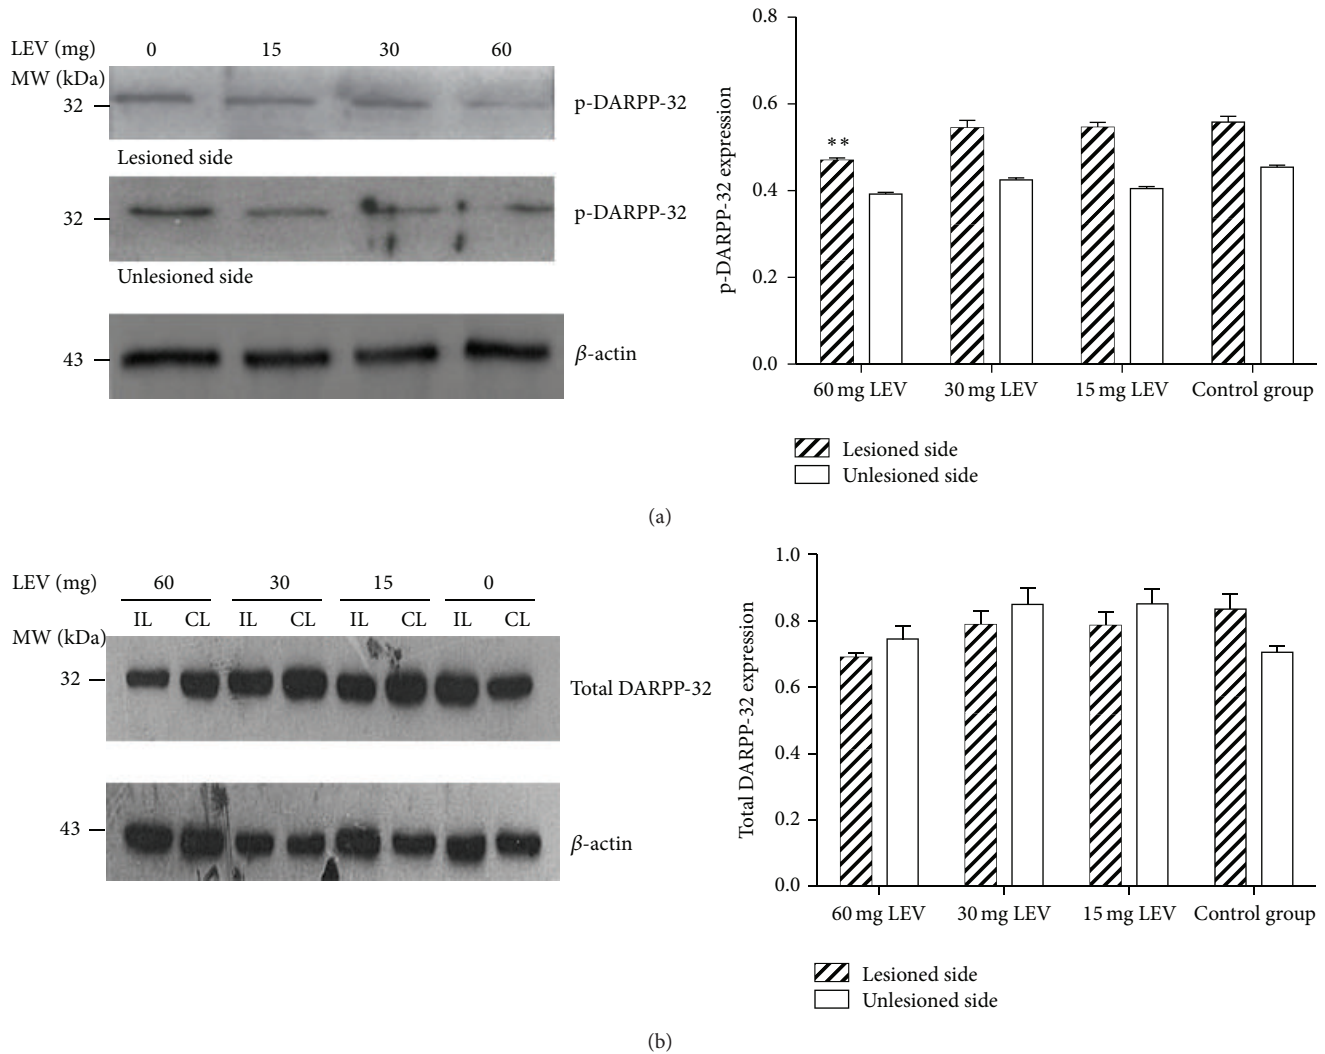 LEV (mg) 0 15 30 60
MW (kDa)
32 p-DARPP-32
Lesioned side
32 p-DARPP-32
Unlesioned side
43 β-actin
0.8
0.6
0.4
0.2
0.0
p-DARPP-32 expression
**
60 mg LEV 30 mg LEV 15 mg LEV Control group
Lesioned side
Unlesioned side
(a)
LEV (mg) 60 30 15 0
IL CL IL CL IL CL IL CL
MW (kDa)
32 Total DARPP-32
43 β-actin
1.0
0.8
0.6
0.4
0.2
0.0
Total DARPP-32 expression
60 mg LEV 30 mg LEV 15 mg LEV Control group
Lesioned side
Unlesioned side
(b)